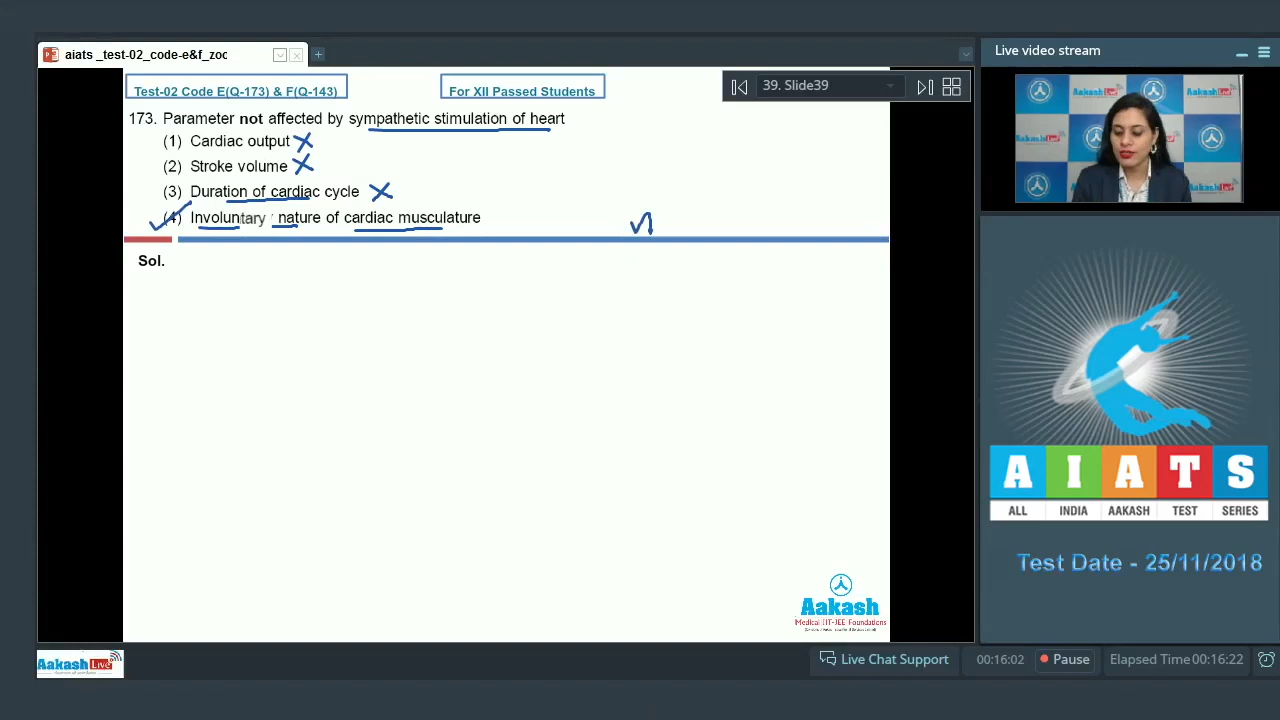 aiats _test-02_code-e&f_zoc
Live video stream
Test-02 Code E(Q-173) & F(Q-143)
For XII Passed Students
39. Slide39
173. Parameter not affected by sympathetic stimulation of heart
(1) Cardiac output
(2) Stroke volume
(3) Duration of cardiac cycle
(4) Involuntary nature of cardiac musculature
Sol.
A I A T S
ALL INDIA AAKASH TEST SERIES
Test Date - 25/11/2018
Aakash
Medical|IIT-JEE|Foundations
Aakash Live
Live Chat Support
00:16:02
Pause
Elapsed Time 00:16:22